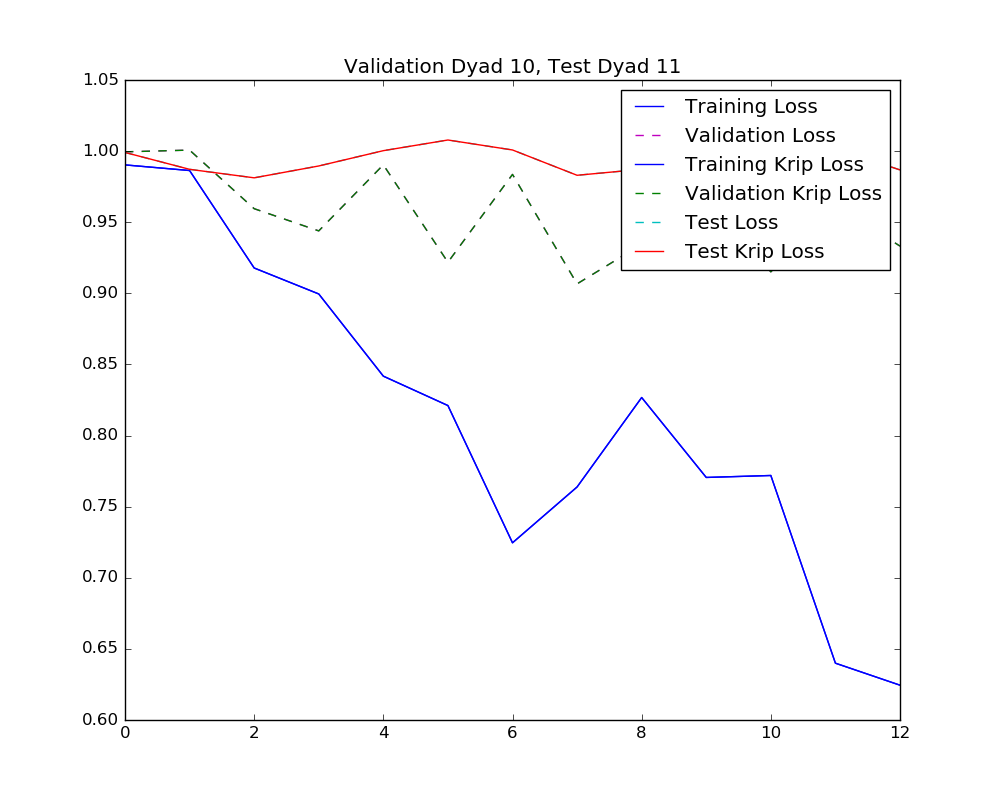 Validation Dyad 10, Test Dyad 11
1.05
1.00
0.95
0.90
0.85
0.80
0.75
0.70
0.65
0.60
0 2 4 6 8 10 12
Training Loss
Validation Loss
Training Krip Loss
Validation Krip Loss
Test Loss
Test Krip Loss